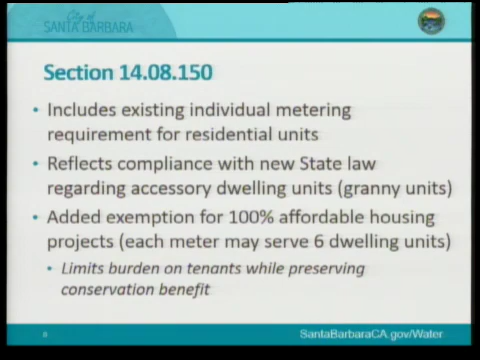 City of
SANTA BARBARA
Section 14.08.150
• Includes existing individual metering
requirement for residential units
• Reflects compliance with new State law
regarding accessory dwelling units (granny units)
• Added exemption for 100% affordable housing
projects (each meter may serve 6 dwelling units)
• Limits burden on tenants while preserving
conservation benefit
SantaBarbaraCA.gov/Water